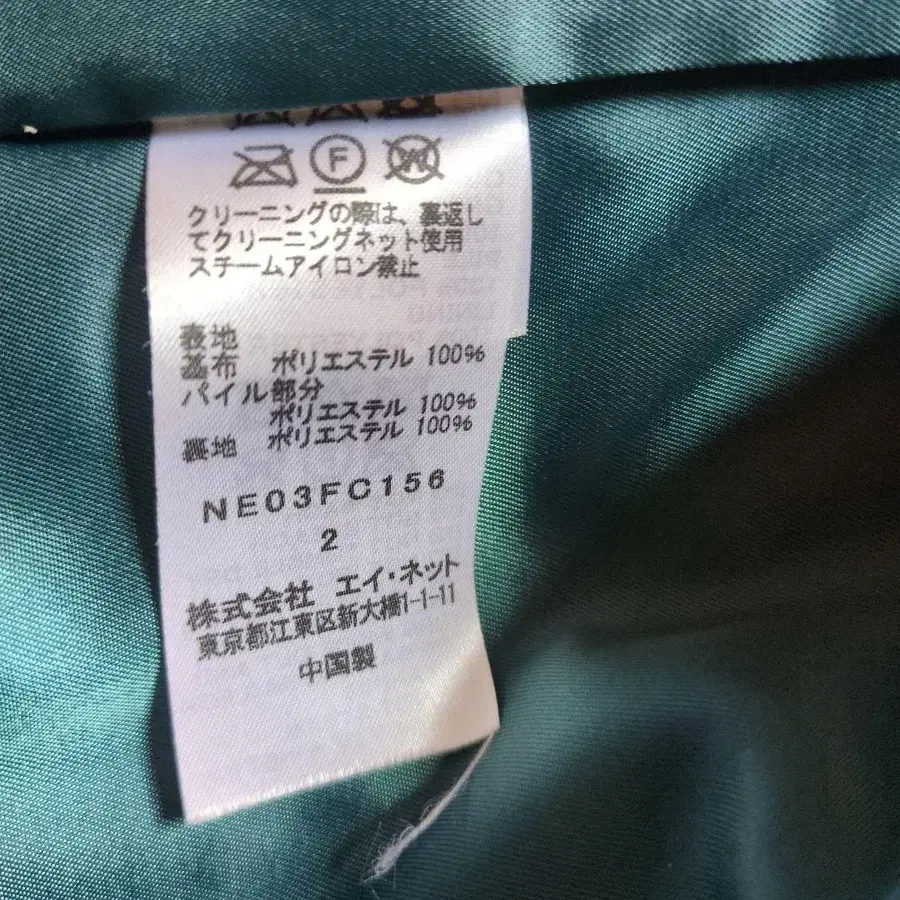 F W
クリーニングの際は、裏返し
てクリーニングネット使用
スチームアイロン禁止
表地
基布 ポリエステル 100%
パイル部分
ポリエステル 100%
裏地 ポリエステル 100%
NE03FC156
2
株式会社 エイ・ネット
東京都江東区新大橋1-1-11
中国製